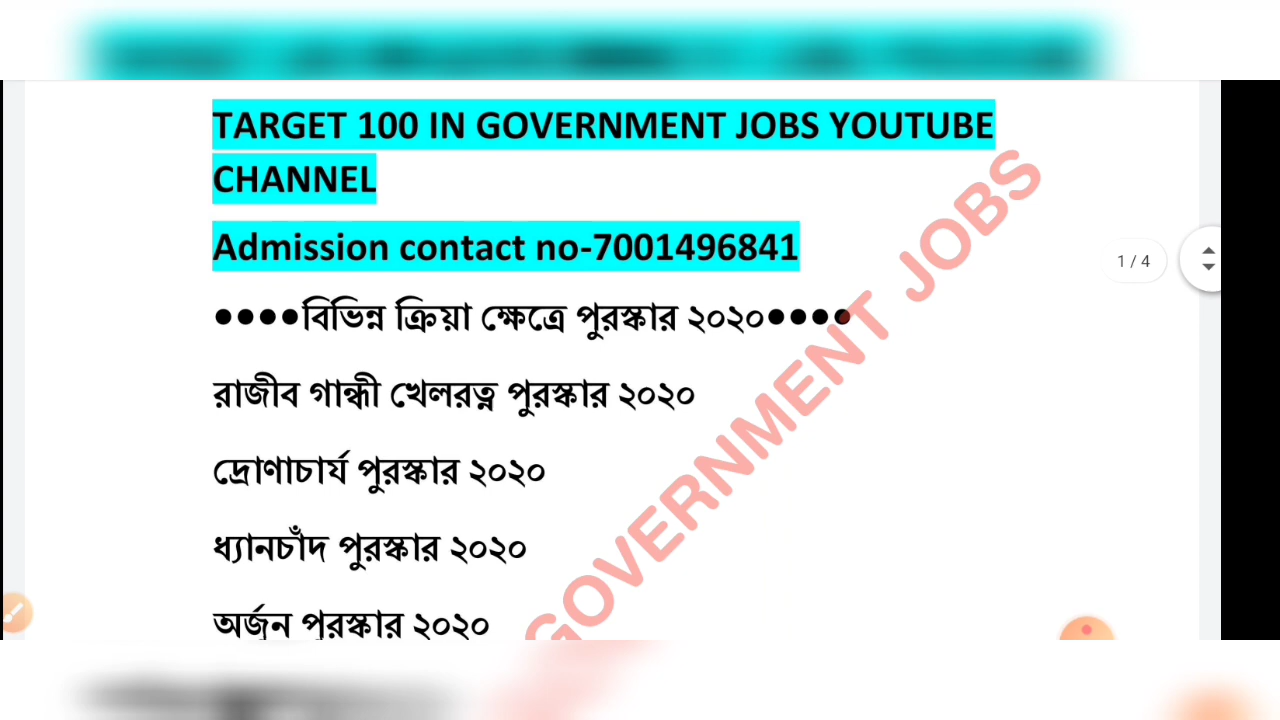 TARGET 100 IN GOVERNMENT JOBS YOUTUBE
CHANNEL
Admission contact no-7001496841
●●●●বিভিন্ন ক্রিয়া ক্ষেত্রে পুরস্কার ২০২০●●●●
রাজীব গান্ধী খেলরত্ন পুরস্কার ২০২০
দ্রোণাচার্য পুরস্কার ২০২০
ধ্যানচাঁদ পুরস্কার ২০২০
অর্জুন পুরস্কার ২০২০
GOVERNMENT JOBS
1 / 4